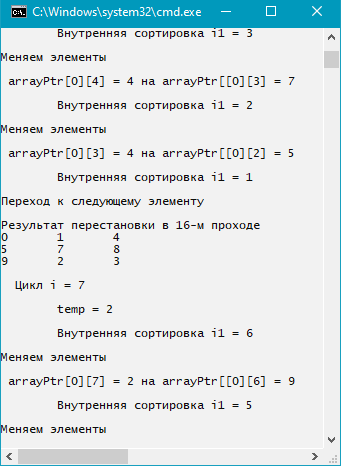 C:\Windows\system32\cmd.exe
Внутренняя сортировка i1 = 3
Меняем элементы
arrayPtr[0][4] = 4 на arrayPtr[[0][3] = 7
Внутренняя сортировка i1 = 2
Меняем элементы
arrayPtr[0][3] = 4 на arrayPtr[[0][2] = 5
Внутренняя сортировка i1 = 1
Переход к следующему элементу
Результат перестановки в 16-м проходе
0 1 4
5 7 8
9 2 3
Цикл i = 7
temp = 2
Внутренняя сортировка i1 = 6
Меняем элементы
arrayPtr[0][7] = 2 на arrayPtr[[0][6] = 9
Внутренняя сортировка i1 = 5
Меняем элементы